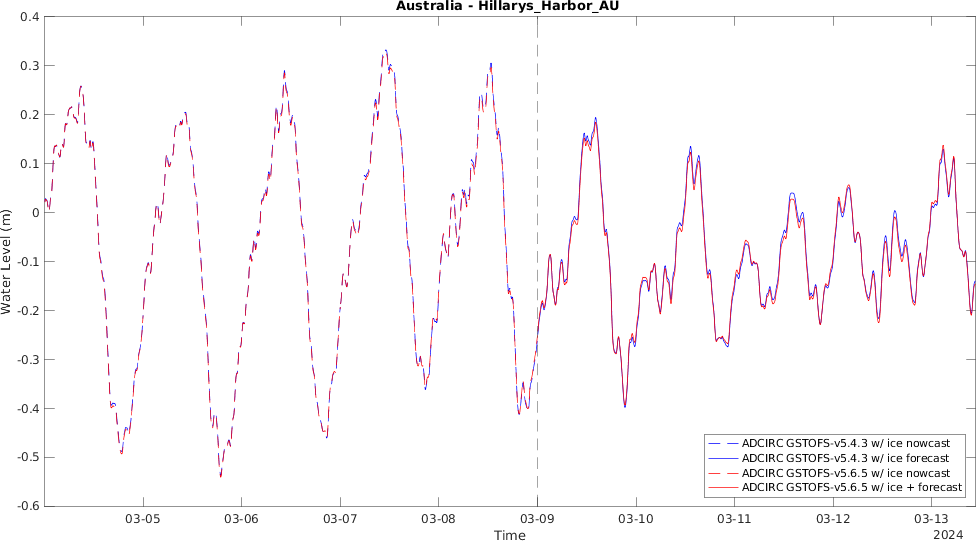 Australia - Hillarys_Harbor_AU
0.4
0.3
0.2
0.1
0
-0.1
-0.2
-0.3
-0.4
-0.5
-0.6
Water Level (m)
ADCIRC GSTOFS-v5.4.3 w/ ice nowcast
ADCIRC GSTOFS-v5.4.3 w/ ice forecast
ADCIRC GSTOFS-v5.6.5 w/ ice nowcast
ADCIRC GSTOFS-v5.6.5 w/ ice + forecast
03-05 03-06 03-07 03-08 03-09 03-10 03-11 03-12 03-13
Time
2024